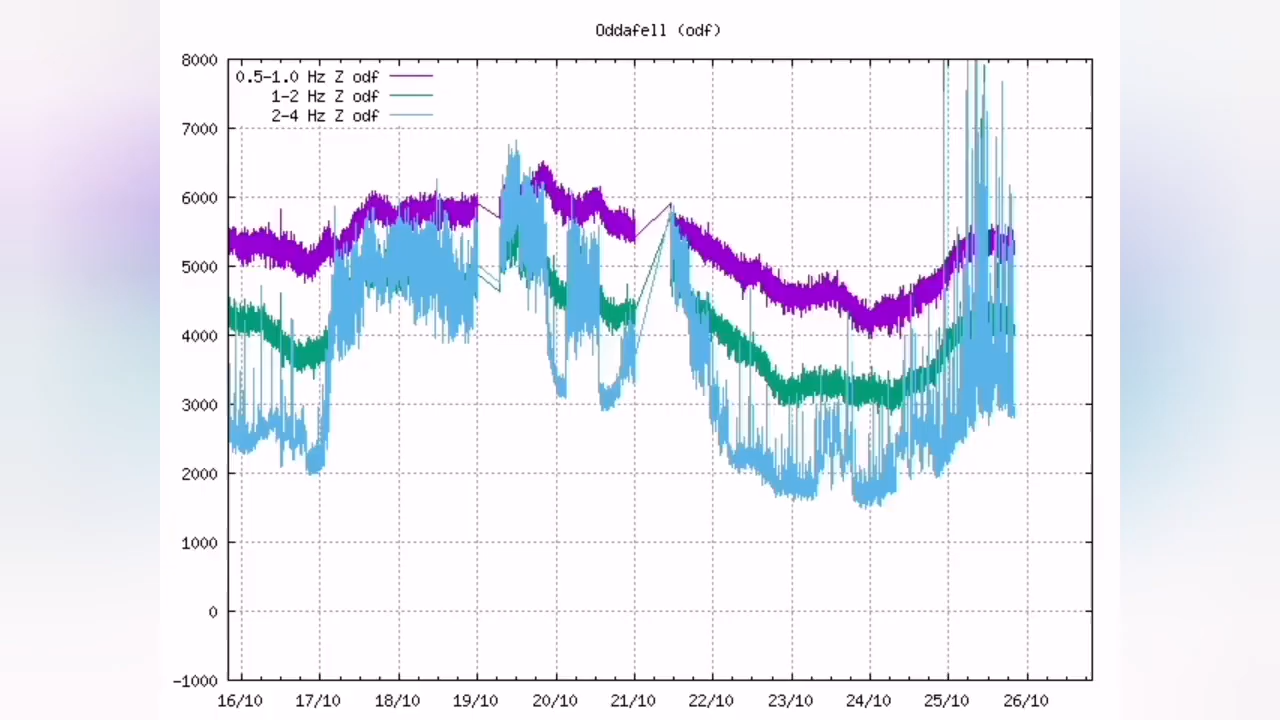 Oddafell (odf)
8000
0.5-1.0 Hz Z odf
1-2 Hz Z odf
2-4 Hz Z odf
7000
6000
5000
4000
3000
2000
1000
0
-1000
16/10 17/10 18/10 19/10 20/10 21/10 22/10 23/10 24/10 25/10 26/10